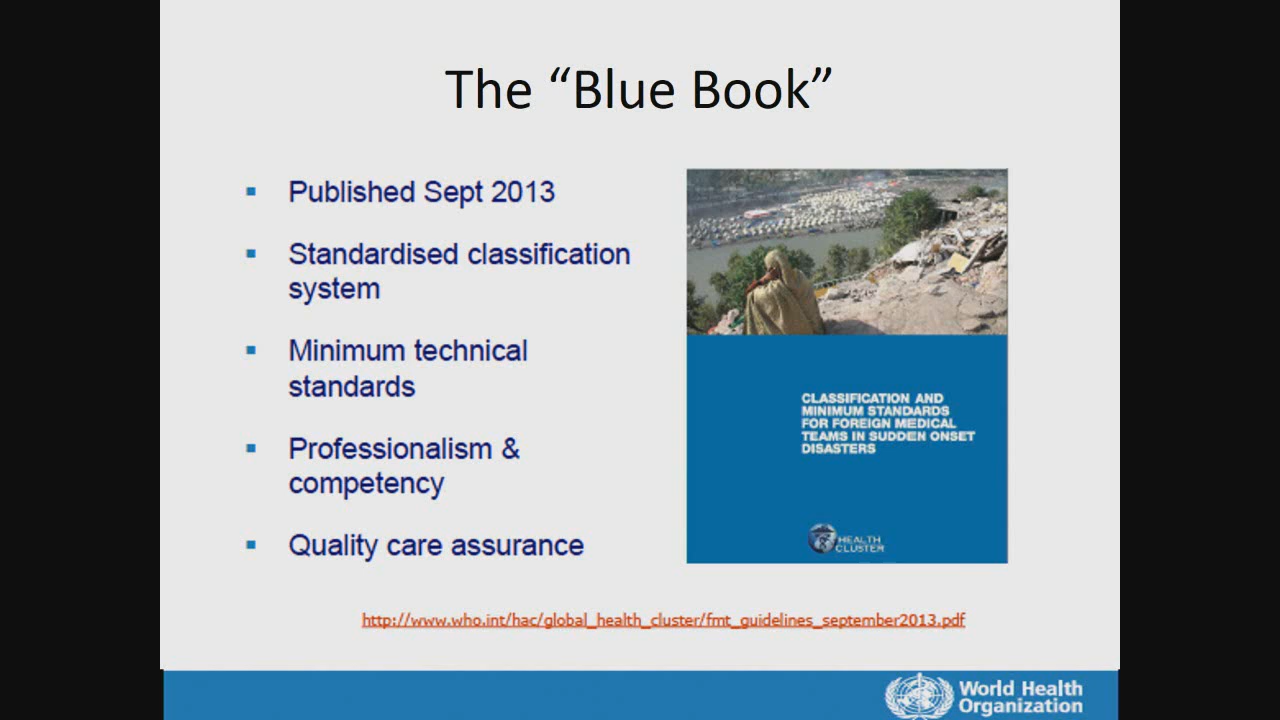 The “Blue Book”
Published Sept 2013
Standardised classification
system
Minimum technical
standards
Professionalism &
competency
Quality care assurance
CLASSIFICATION AND
MINIMUM STANDARDS
FOR FOREIGN MEDICAL
TEAMS IN SUDDEN ONSET
DISASTERS
HEALTH
CLUSTER
http://www.who.int/hac/global_health_cluster/fmt_guidelines_september2013.pdf
World Health
Organization